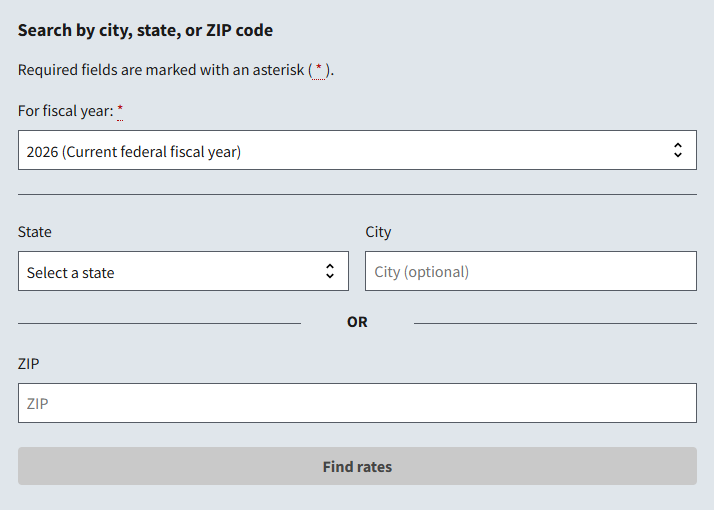 Search by city, state, or ZIP code
Required fields are marked with an asterisk ( * ).
For fiscal year: *
2026 (Current federal fiscal year)
State City
Select a state City (optional)
OR
ZIP
ZIP
Find rates